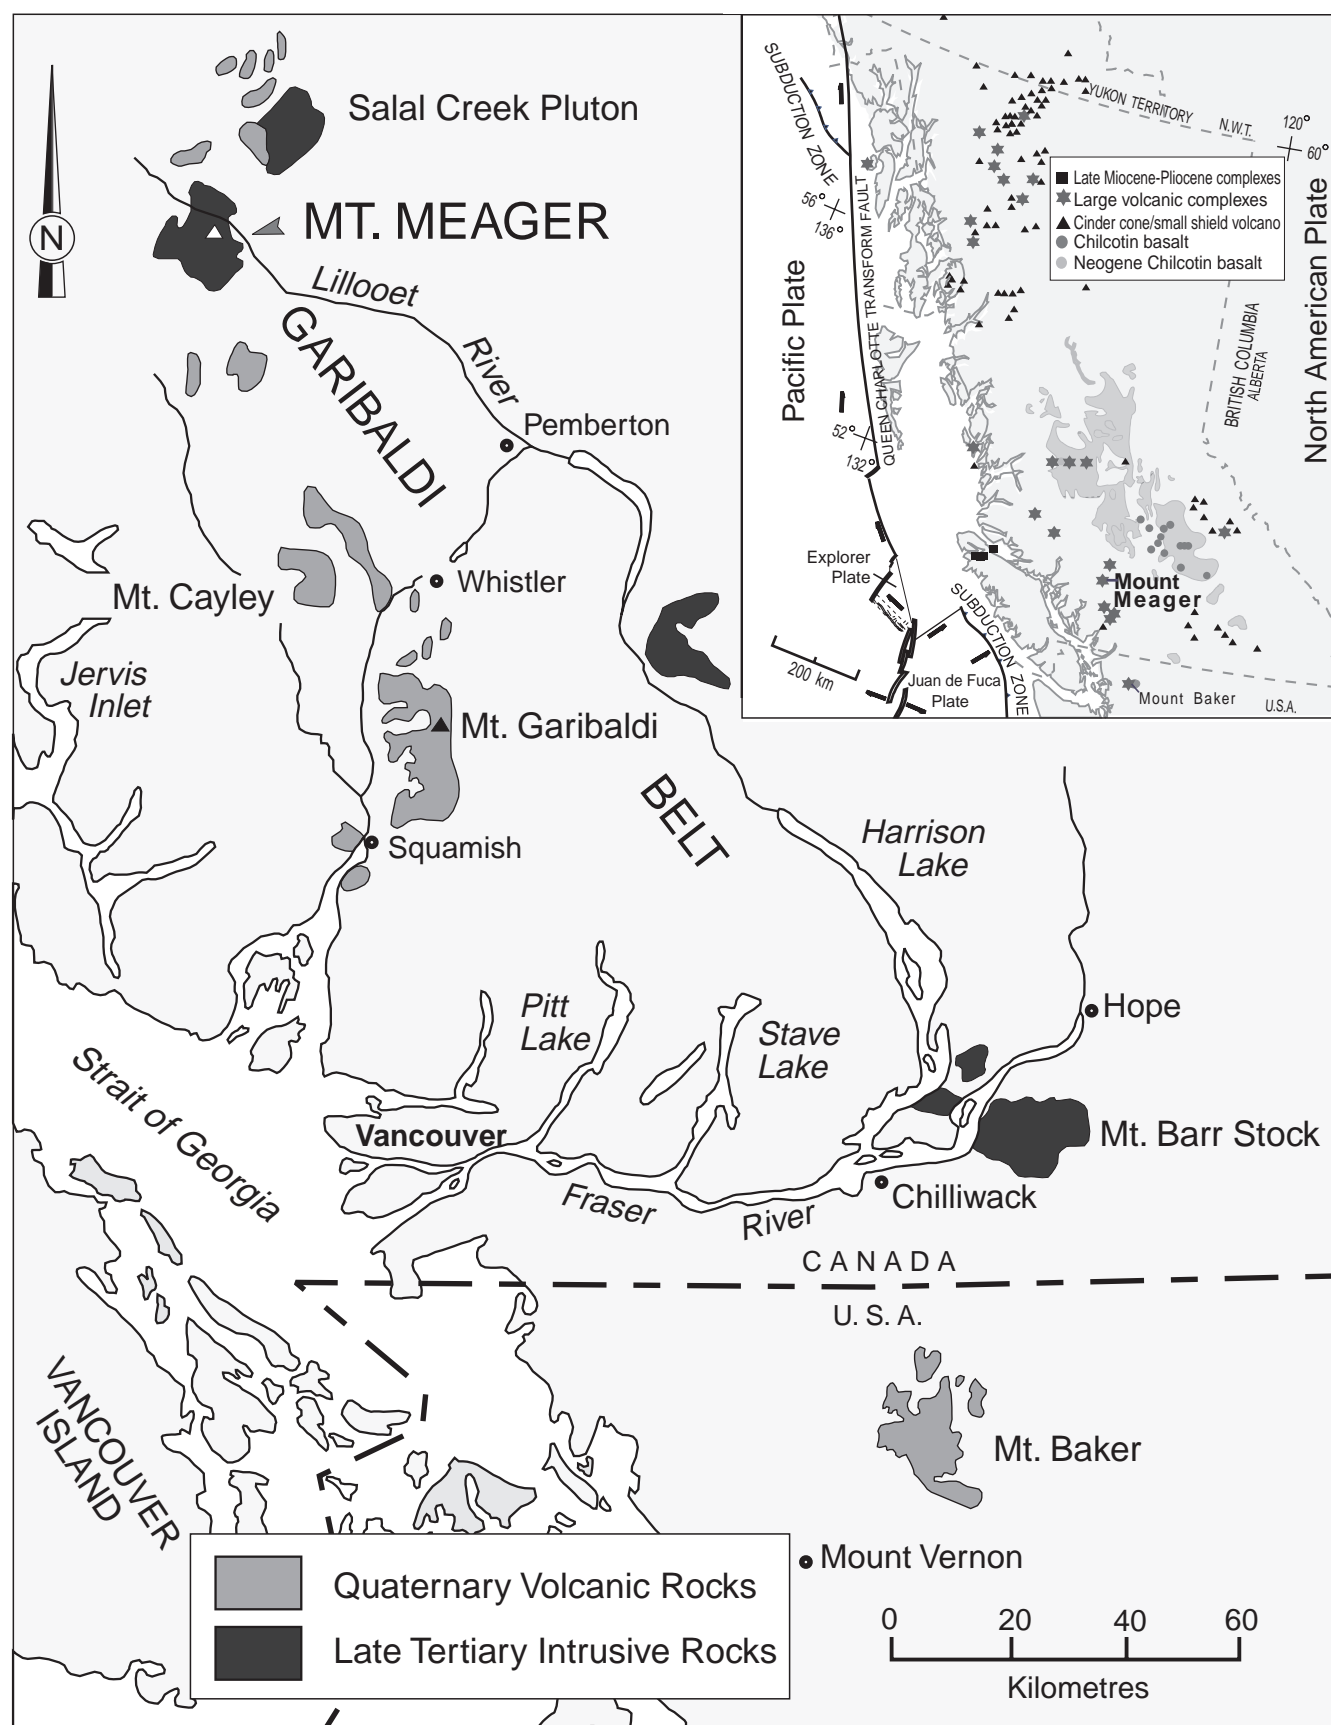 Salal Creek Pluton
MT. MEAGER
N
Lillooet
River
GARIBALDI
Pemberton
Mt. Cayley
Whistler
Jervis
Inlet
Mt. Garibaldi
BELT
Squamish
Harrison
Lake
Hope
Pitt
Lake
Stave
Lake
Strait of Georgia
Vancouver
Mt. Barr Stock
Fraser
River
Chilliwack
CANADA
U. S. A.
VANCOUVER
ISLAND
Mt. Baker
Mount Vernon
Quaternary Volcanic Rocks
Late Tertiary Intrusive Rocks
0 20 40 60
Kilometres
SUBDUCTION ZONE
YUKON TERRITORY
N.W.T.
120°
60°
56°
136°
Late Miocene-Pliocene complexes
Large volcanic complexes
Cinder cone/small shield volcano
Chilcotin basalt
Neogene Chilcotin basalt
Pacific Plate
QUEEN CHARLOTTE TRANSFORM FAULT
North American Plate
BRITISH COLUMBIA
ALBERTA
52°
132°
Explorer
Plate
Mount
Meager
SUBDUCTION ZONE
200 km
Juan de Fuca
Plate
Mount Baker
U.S.A.